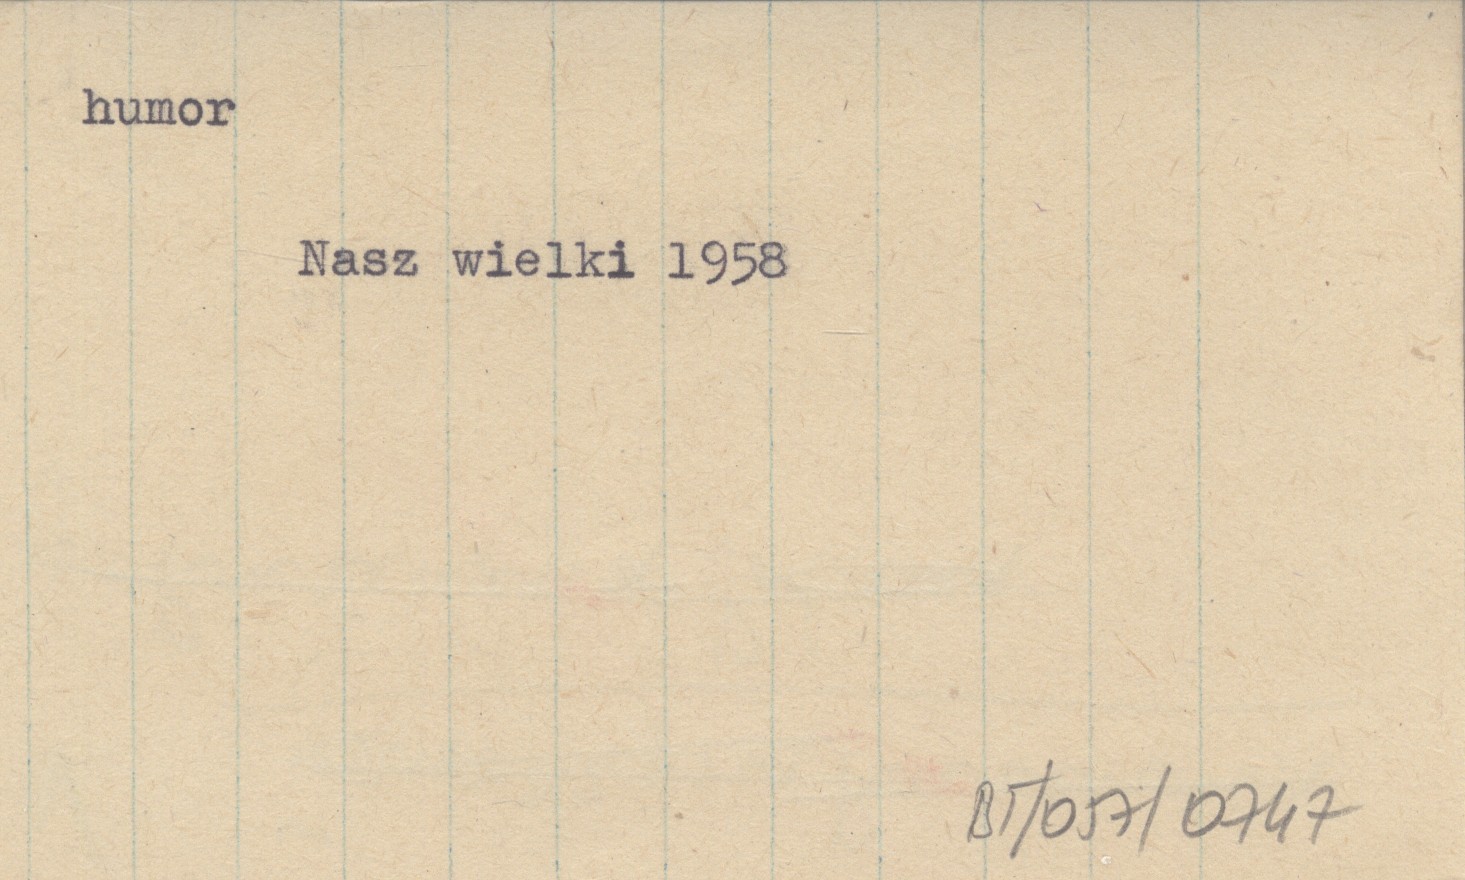 humor
Nasz wielki 1958
BT/057/0747